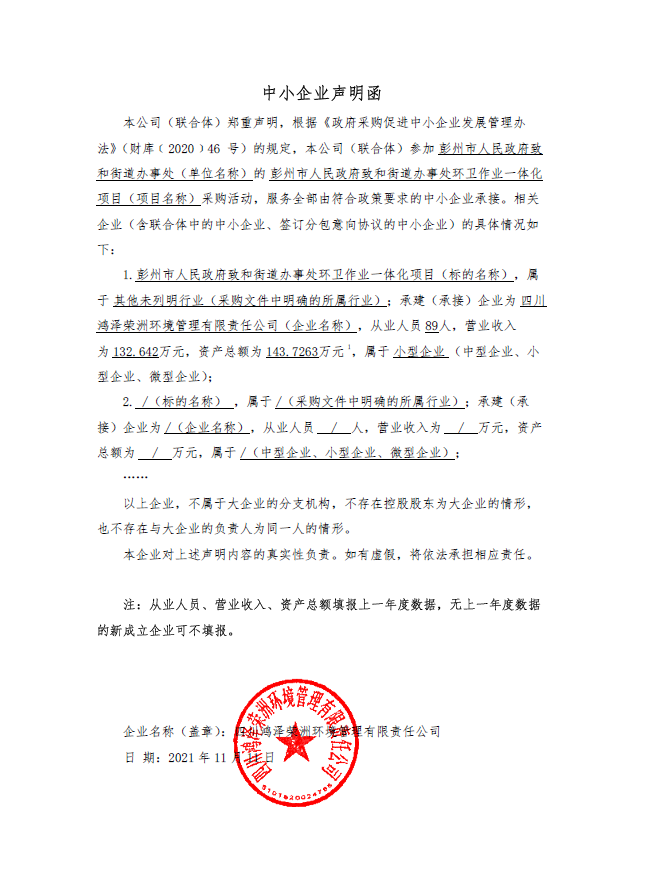 中小企业声明函
本公司（联合体）郑重声明，根据《政府采购促进中小企业发展管理办
法》（财库﹝2020﹞46 号）的规定，本公司（联合体）参加 彭州市人民政府致
和街道办事处（单位名称）的 彭州市人民政府致和街道办事处环卫作业一体化
项目（项目名称）采购活动，服务全部由符合政策要求的中小企业承接。相关
企业（含联合体中的中小企业、签订分包意向协议的中小企业）的具体情况如
下：
1. 彭州市人民政府致和街道办事处环卫作业一体化项目（标的名称），属
于 其他未列明行业（采购文件中明确的所属行业）；承建（承接）企业为 四川
鸿泽荣洲环境管理有限责任公司（企业名称），从业人员 89人，营业收入
为 132.642万元，资产总额为 143.7263万元¹，属于 小型企业 （中型企业、小
型企业、微型企业）；
2. /（标的名称） ，属于 /（采购文件中明确的所属行业）；承建（承
接）企业为 /（企业名称），从业人员 / 人，营业收入为 / 万元，资产
总额为 / 万元，属于 /（中型企业、小型企业、微型企业）；
……
以上企业，不属于大企业的分支机构，不存在控股股东为大企业的情形，
也不存在与大企业的负责人为同一人的情形。
本企业对上述声明内容的真实性负责。如有虚假，将依法承担相应责任。
注：从业人员、营业收入、资产总额填报上一年度数据，无上一年度数据
的新成立企业可不填报。
企业名称（盖章）：四川鸿泽荣洲环境管理有限责任公司
日 期：2021 年 11 月 11 日
四川鸿泽荣洲环境管理有限责任公司
5101820024785